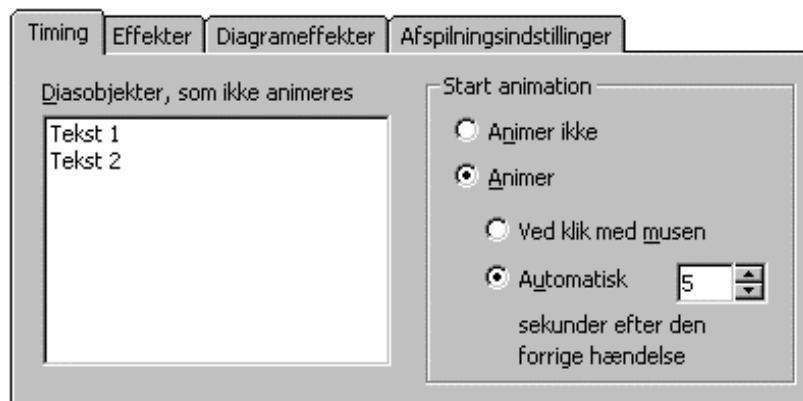 Timing Effekter Diagrameffekter Afspilningsindstillinger
Diasobjekter, som ikke animeres
Tekst 1
Tekst 2
Start animation
Animer ikke
Animer
Ved klik med musen
Automatisk 5
sekunder efter den
forrige hændelse